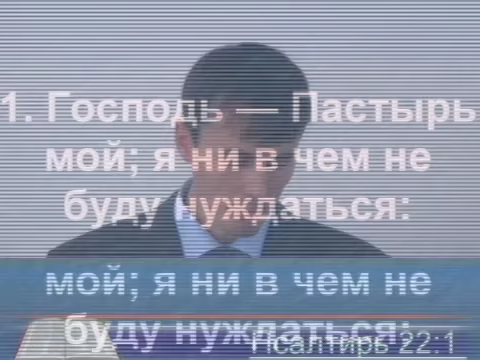 1. Господь — Пастырь
мой; я ни в чем не
буду нуждаться:
мой; я ни в чем не
буду нуждаться:
Псалтирь 22:1